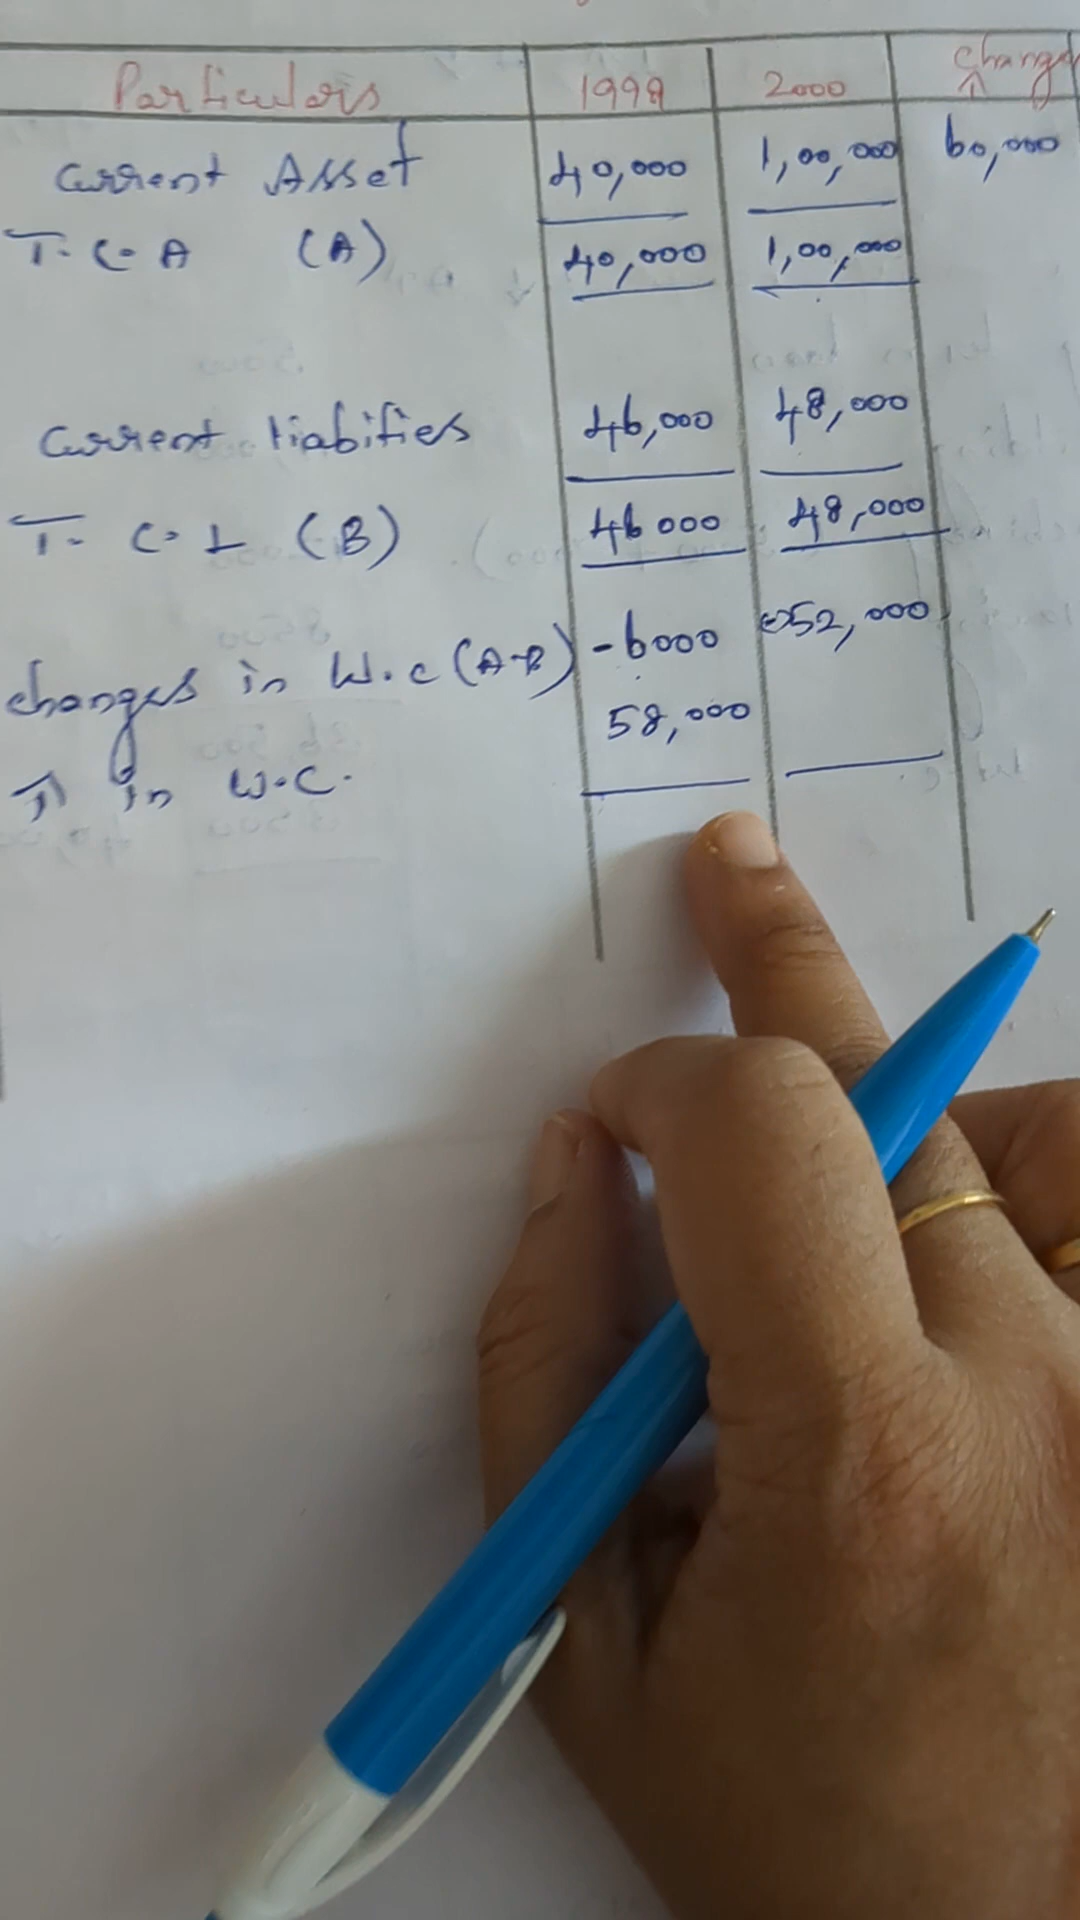 Particulars 1999 2000 Change
↑
Current Asset 40,000 1,00,000 60,000
T. C. A (A) 40,000 1,00,000
Current liabilities 46,000 48,000
T. C. L (B) 46000 48,000
changes in W.C (A-B) -6000 52,000
58,000
↑ in W.C.